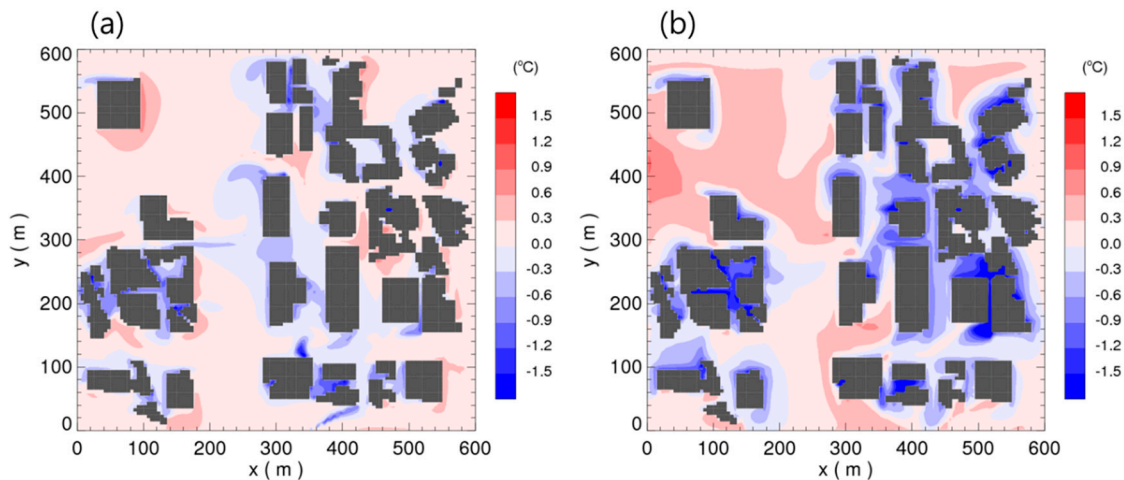 (a) (b)
600 (°C) 600 (°C)
500 1.5 500 1.5
1.2 1.2
400 0.9 400 0.9
0.6 0.6
y ( m ) 300 0.3 y ( m ) 300 0.3
0.0 0.0
200 -0.3 200 -0.3
-0.6 -0.6
100 -0.9 100 -0.9
-1.2 -1.2
0 -1.5 0 -1.5
0 100 200 300 400 500 600 0 100 200 300 400 500 600
x ( m ) x ( m )